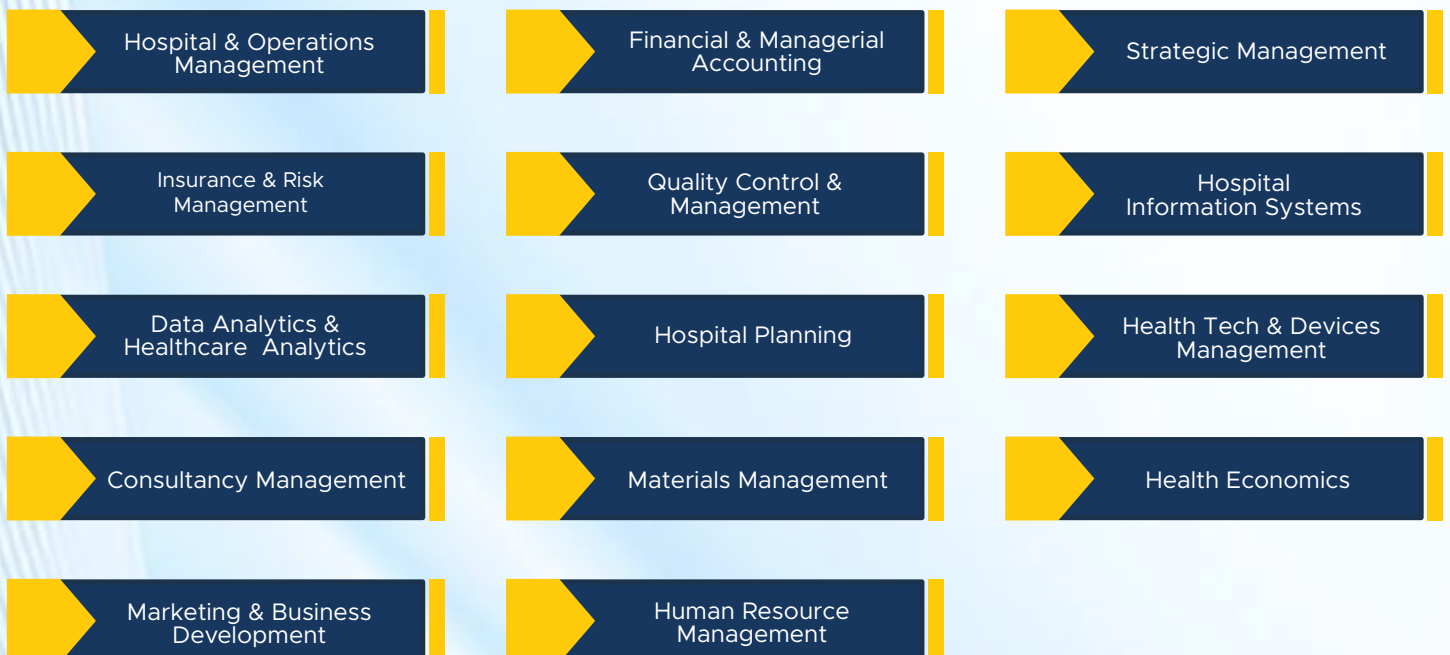 Hospital & Operations
Management
Financial & Managerial
Accounting
Strategic Management
Insurance & Risk
Management
Quality Control &
Management
Hospital
Information Systems
Data Analytics &
Healthcare Analytics
Hospital Planning
Health Tech & Devices
Management
Consultancy Management
Materials Management
Health Economics
Marketing & Business
Development
Human Resource
Management